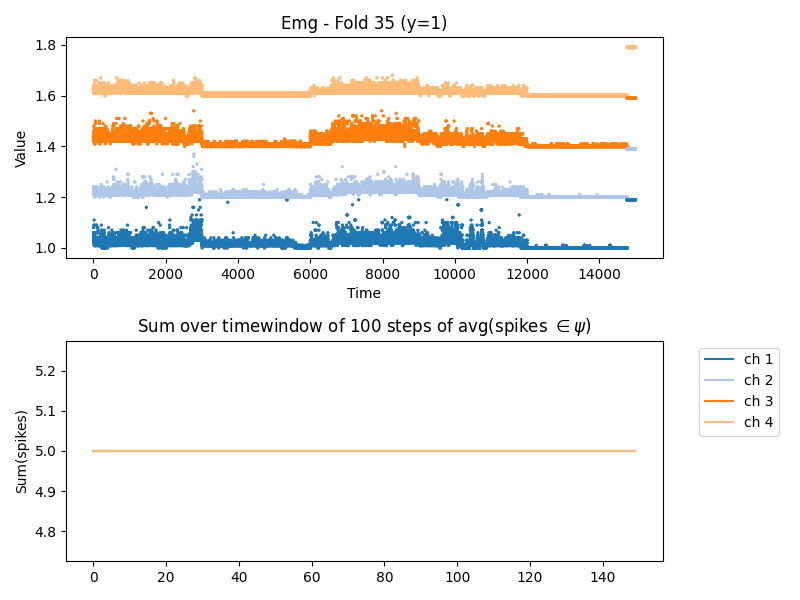 Emg - Fold 35 (y=1)
1.8
1.6
1.4
1.2
1.0
Value
0 2000 4000 6000 8000 10000 12000 14000
Time
Sum over timewindow of 100 steps of avg(spikes ∈ ψ)
5.2
5.1
5.0
4.9
4.8
Sum(spikes)
0 20 40 60 80 100 120 140
ch 1
ch 2
ch 3
ch 4